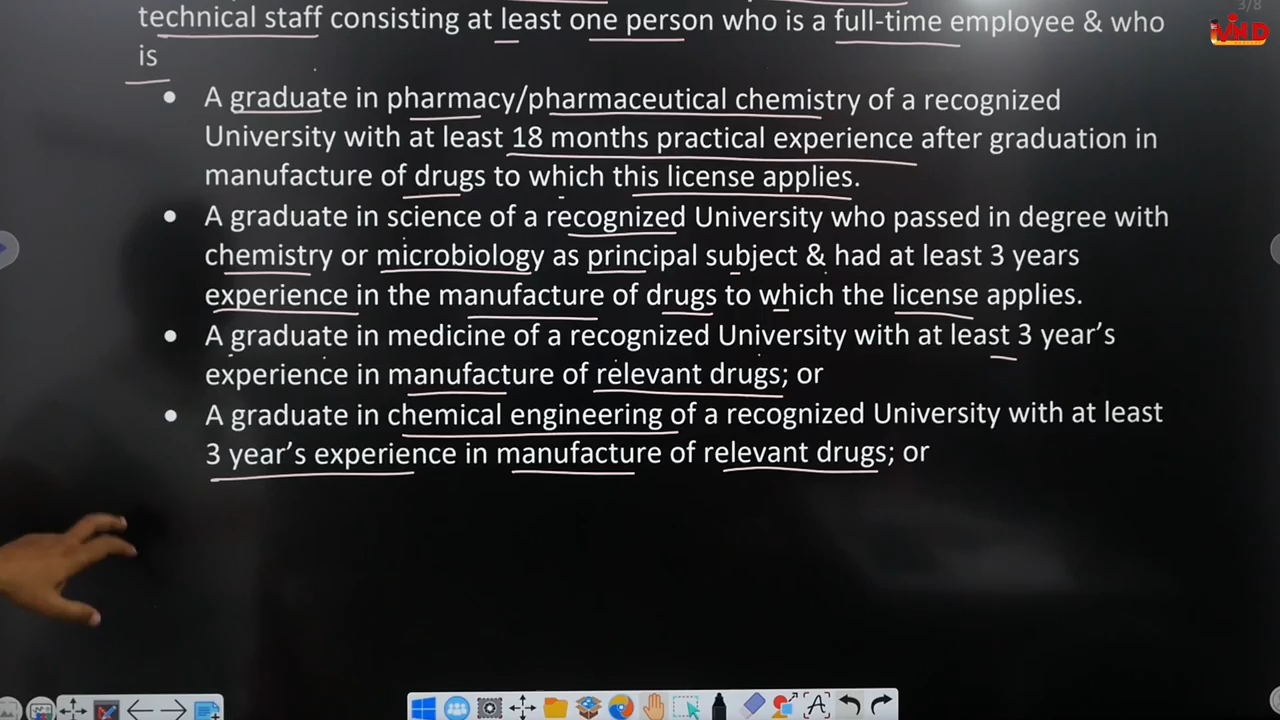 3/8
technical staff consisting at least one person who is a full-time employee & who
is
• A graduate in pharmacy/pharmaceutical chemistry of a recognized
University with at least 18 months practical experience after graduation in
manufacture of drugs to which this license applies.
• A graduate in science of a recognized University who passed in degree with
chemistry or microbiology as principal subject & had at least 3 years
experience in the manufacture of drugs to which the license applies.
• A graduate in medicine of a recognized University with at least 3 year's
experience in manufacture of relevant drugs; or
• A graduate in chemical engineering of a recognized University with at least
3 year's experience in manufacture of relevant drugs; or